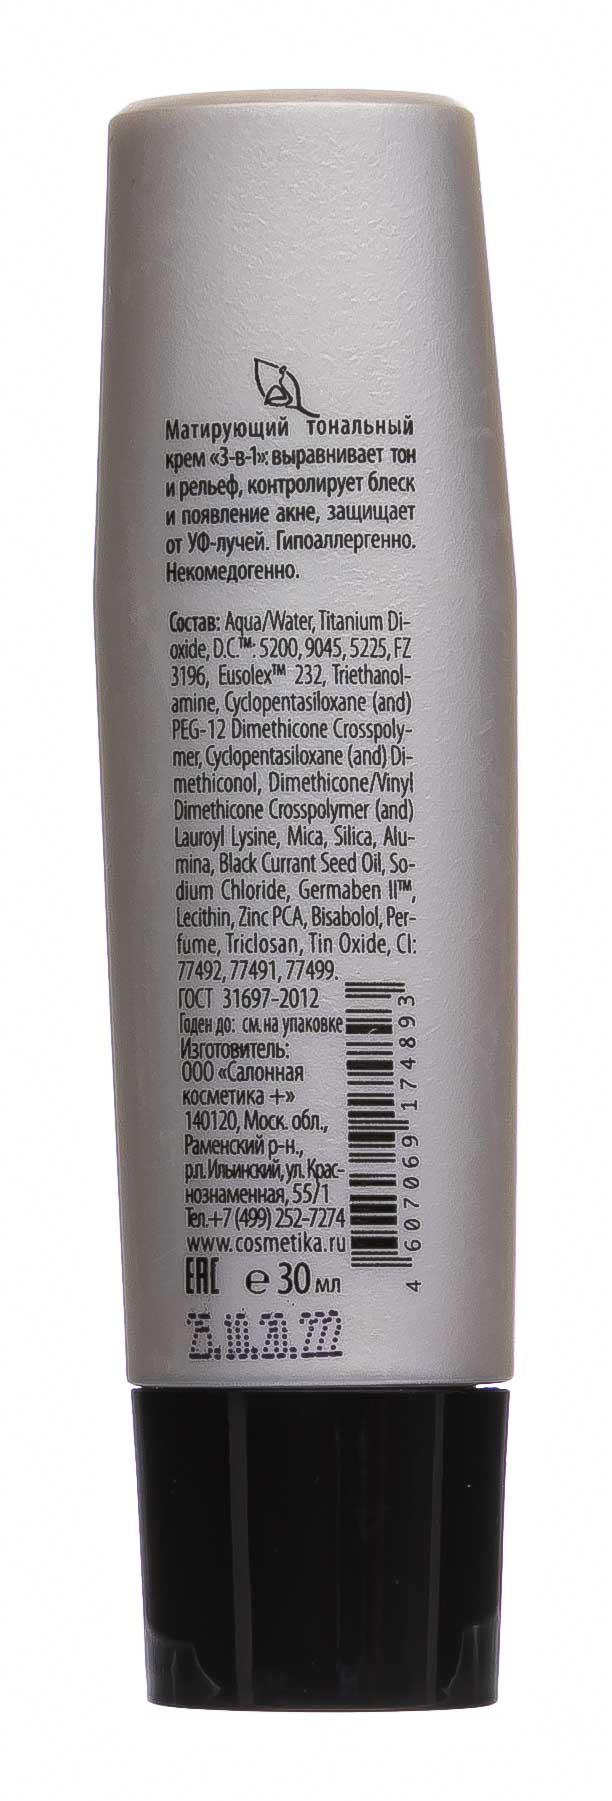 Матирующий тональный
крем «3-в-1»: выравнивает тон
и рельеф, контролирует блеск
и появление акне, защищает
от УФ-лучей. Гипоаллергенно.
Некомедогенно.
Состав: Aqua/Water, Titanium Di-
oxide, D.C™: 5200, 9045, 5225, FZ
3196, Eusolex™ 232, Triethanol-
amine, Cyclopentasiloxane (and)
PEG-12 Dimethicone Crosspoly-
mer, Cyclopentasiloxane (and) Di-
methiconol, Dimethicone/Vinyl
Dimethicone Crosspolymer (and)
Lauroyl Lysine, Mica, Silica, Alu-
mina, Black Currant Seed Oil, So-
dium Chloride, Germaben II™,
Lecithin, Zinc PCA, Bisabolol, Per-
fume, Triclosan, Tin Oxide, CI:
77492, 77491, 77499.
ГОСТ 31697-2012
Годен до: см. на упаковке
Изготовитель:
ООО «Салонная
косметика +»
140120, Моск. обл.,
Раменский р-н.,
р.п. Ильинский, ул. Крас-
нознаменная, 55/1
Тел.+7 (499) 252-7274
www.cosmetika.ru
EAC e 30 мл
4 607069 174893